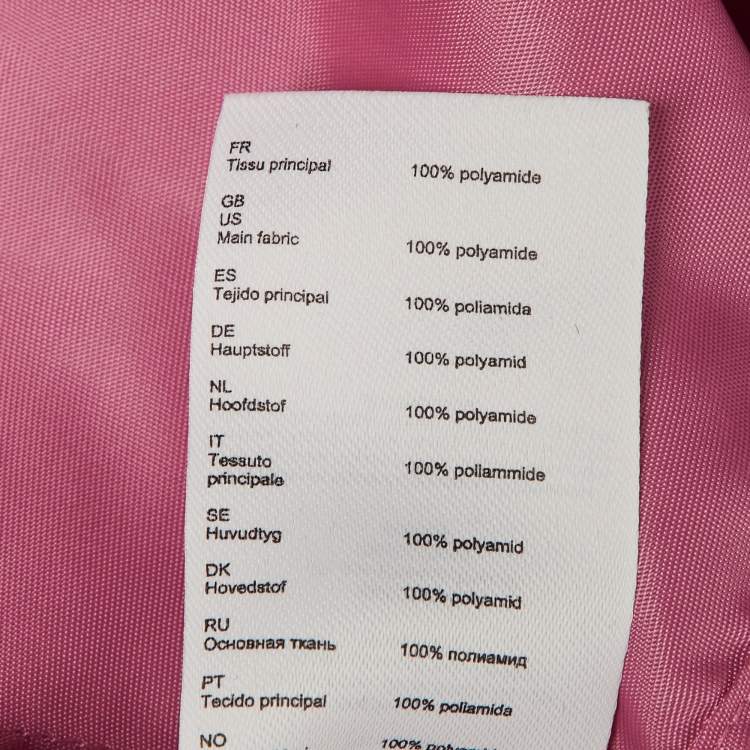 FR
Tissu principal 100% polyamide
GB
US
Main fabric 100% polyamide
ES
Tejido principal 100% poliamida
DE
Hauptstoff 100% polyamid
NL
Hoofdstof 100% polyamide
IT
Tessuto
principale 100% poliammide
SE
Huvudtyg 100% polyamid
DK
Hovedstof 100% polyamid
RU
Основная ткань 100% полиамид
PT
Tecido principal 100% poliamida
NO
100%